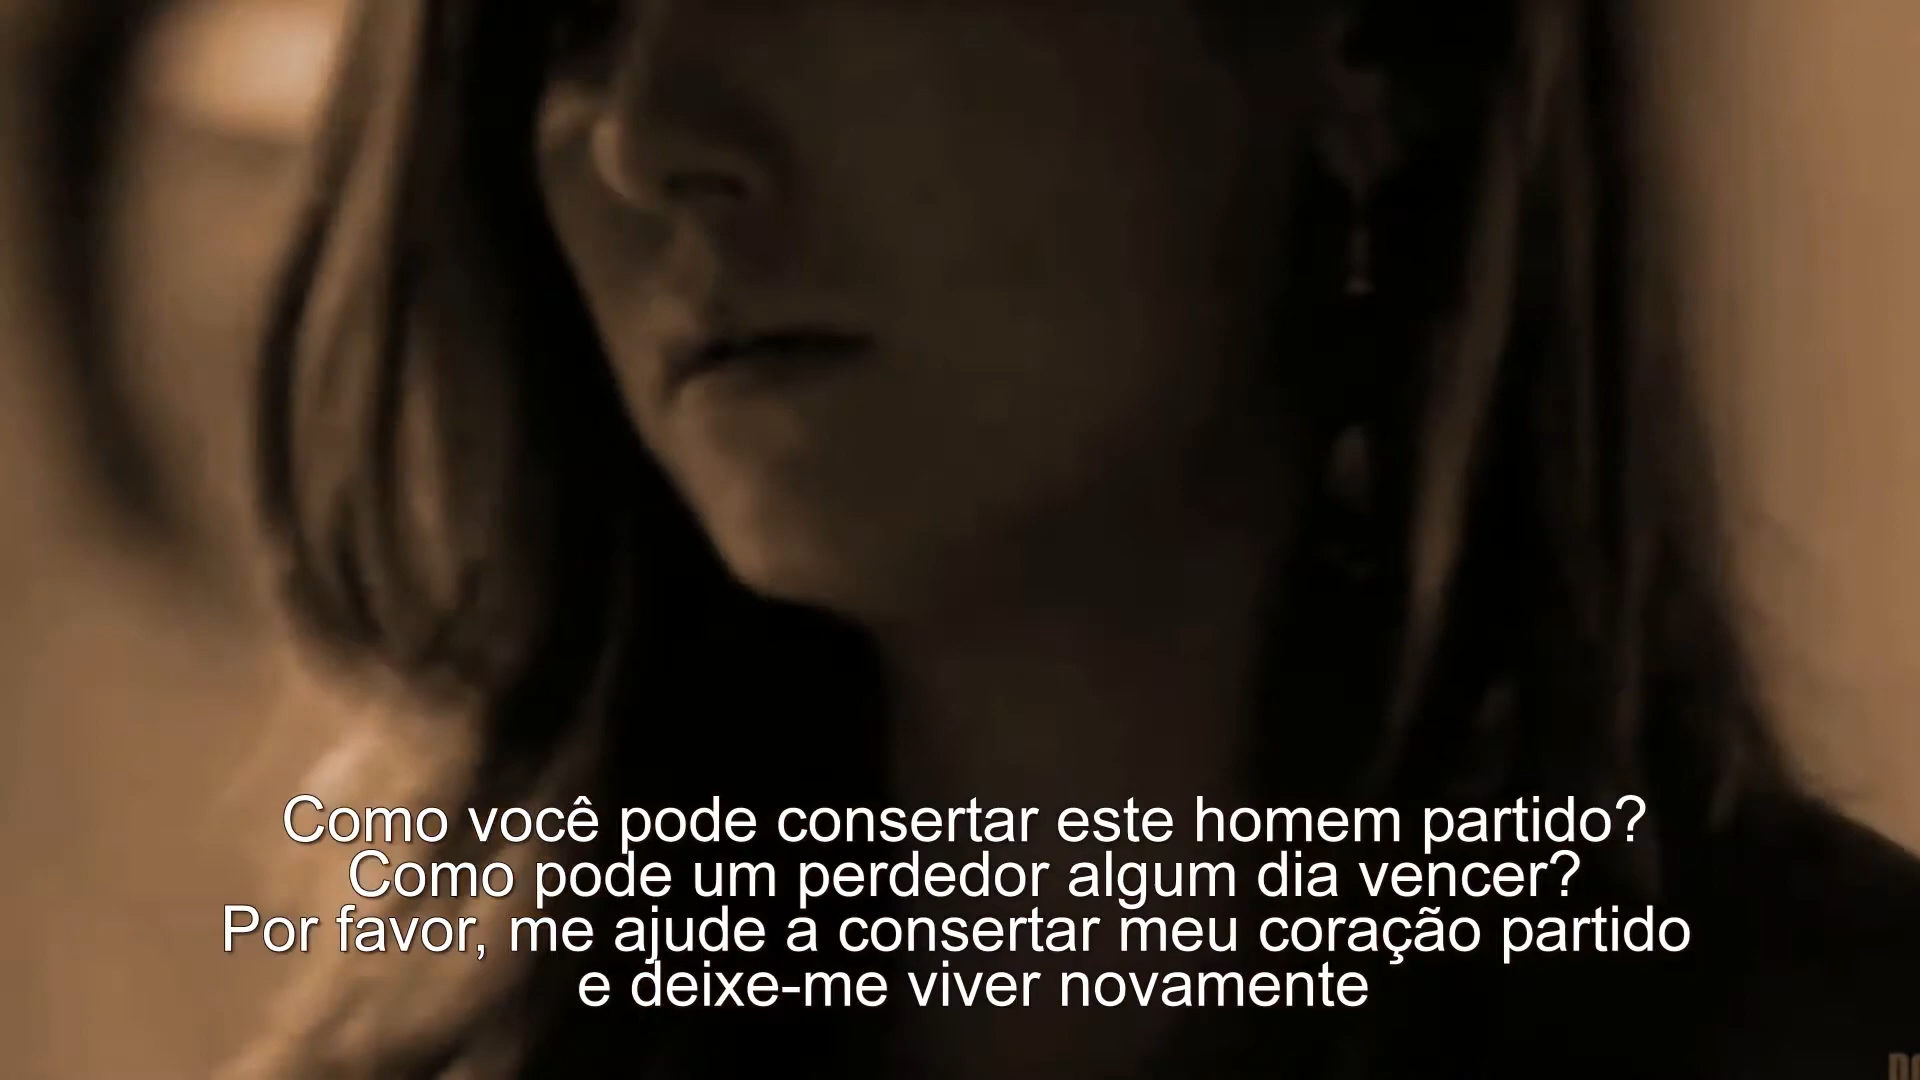 Como você pode consertar este homem partido?
Como pode um perdedor algum dia vencer?
Por favor, me ajude a consertar meu coração partido
e deixe-me viver novamente